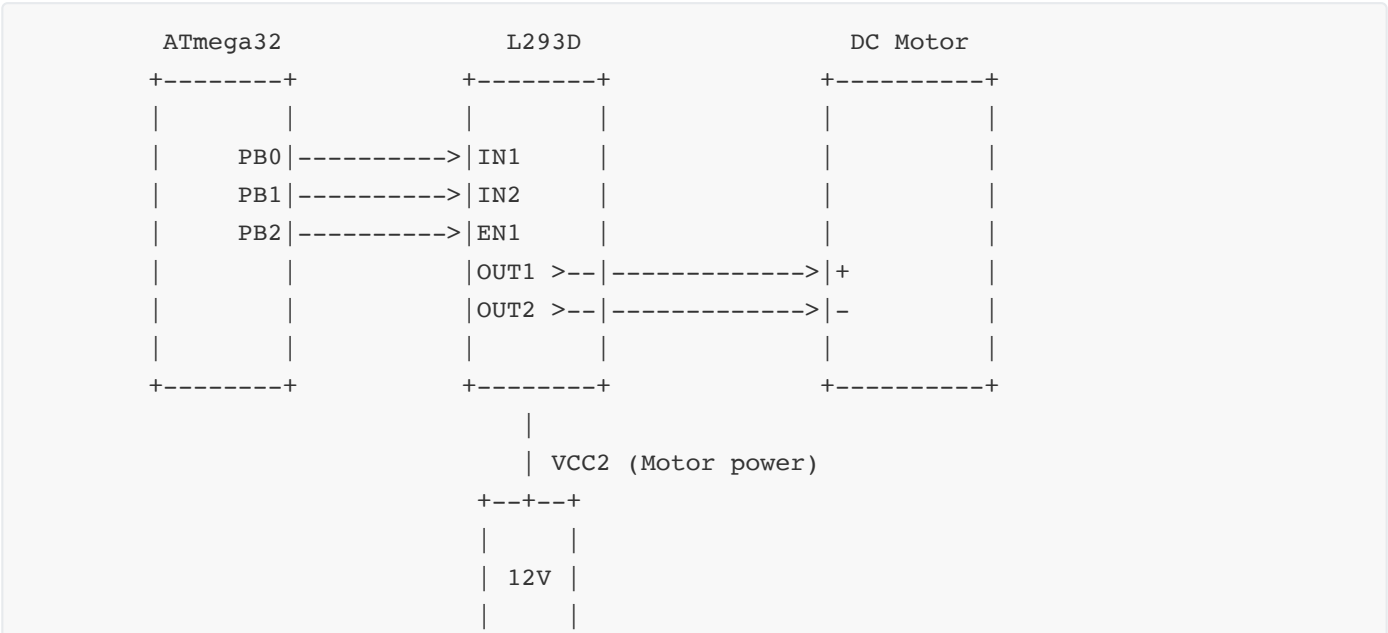 ATmega32 L293D DC Motor
+--------+ +--------+ +----------+
| | | | | |
| PB0|---------->|IN1 | | |
| PB1|---------->|IN2 | | |
| PB2|---------->|EN1 | | |
| | |OUT1 >--|------------->|+ |
| | |OUT2 >--|------------->|- |
| | | | | |
+--------+ +--------+ +----------+
|
| VCC2 (Motor power)
+--+--+
| |
| 12V |
| |